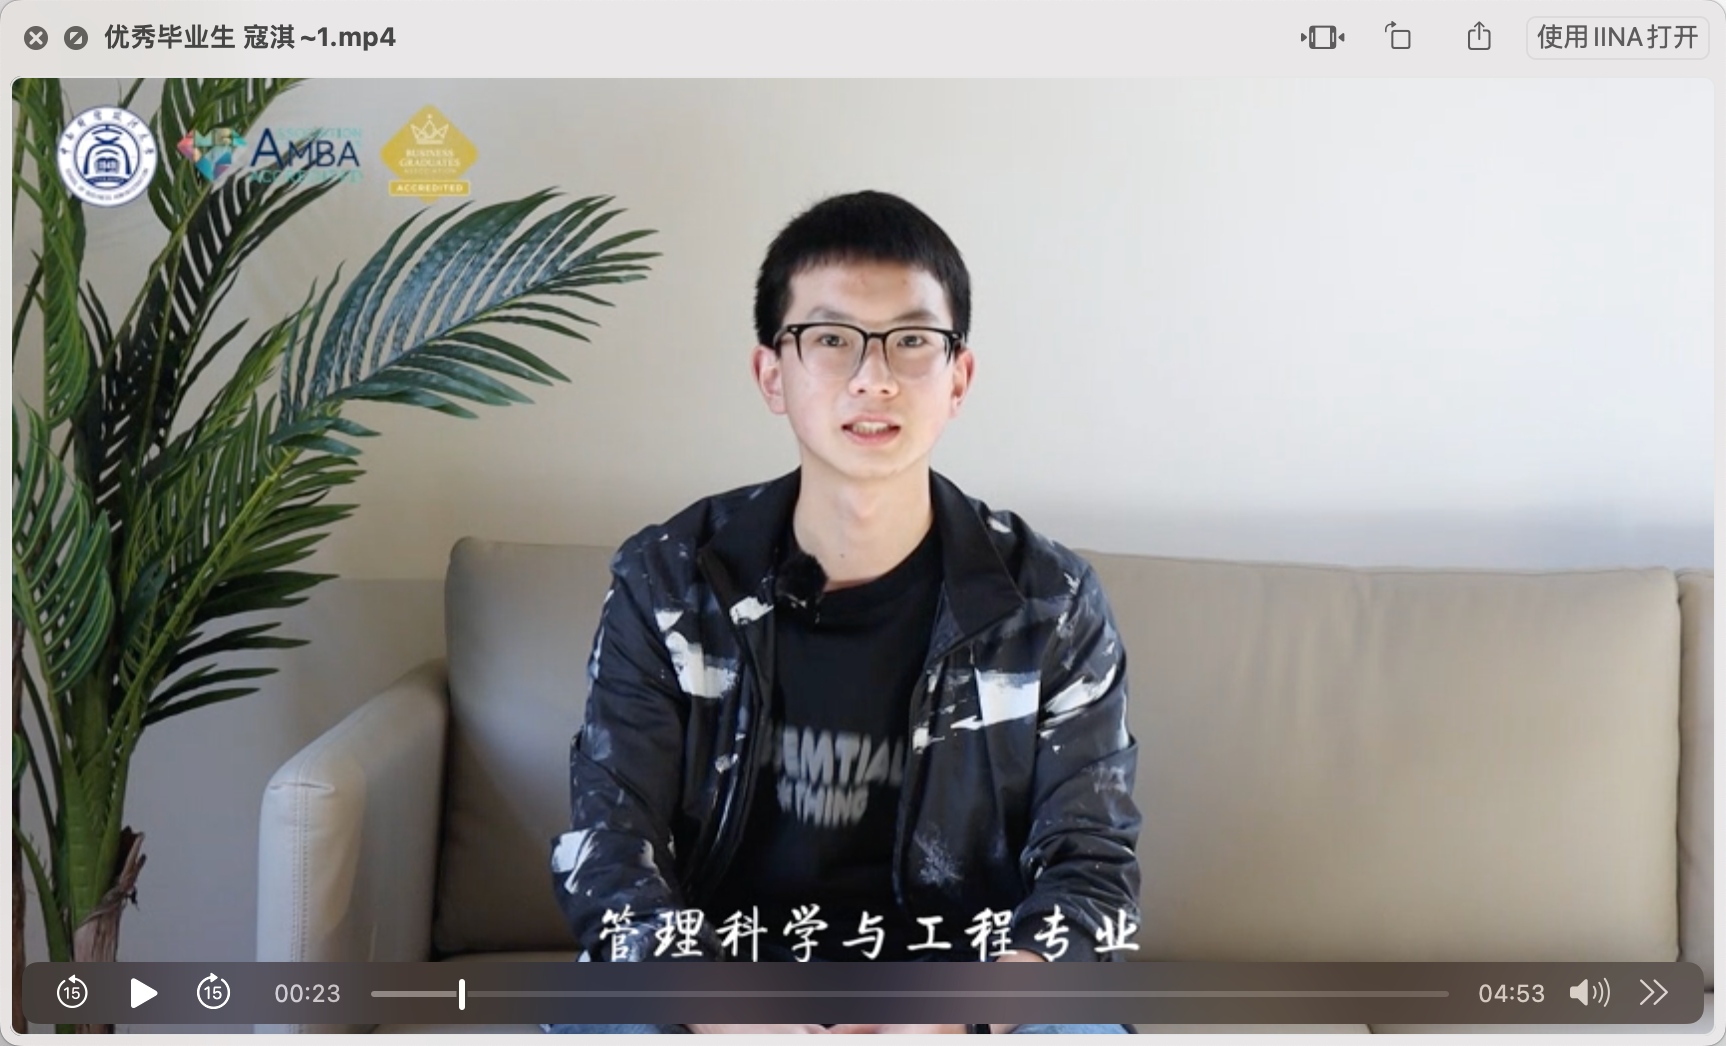 优秀毕业生 寇淇~1.mp4
使用 IINA 打开
ASSOCIATION
AMBA
ACCREDITED
BUSINESS
GRADUATES
ASSOCIATION
ACCREDITED
管理科学与工程专业
15
15
00:23
04:53